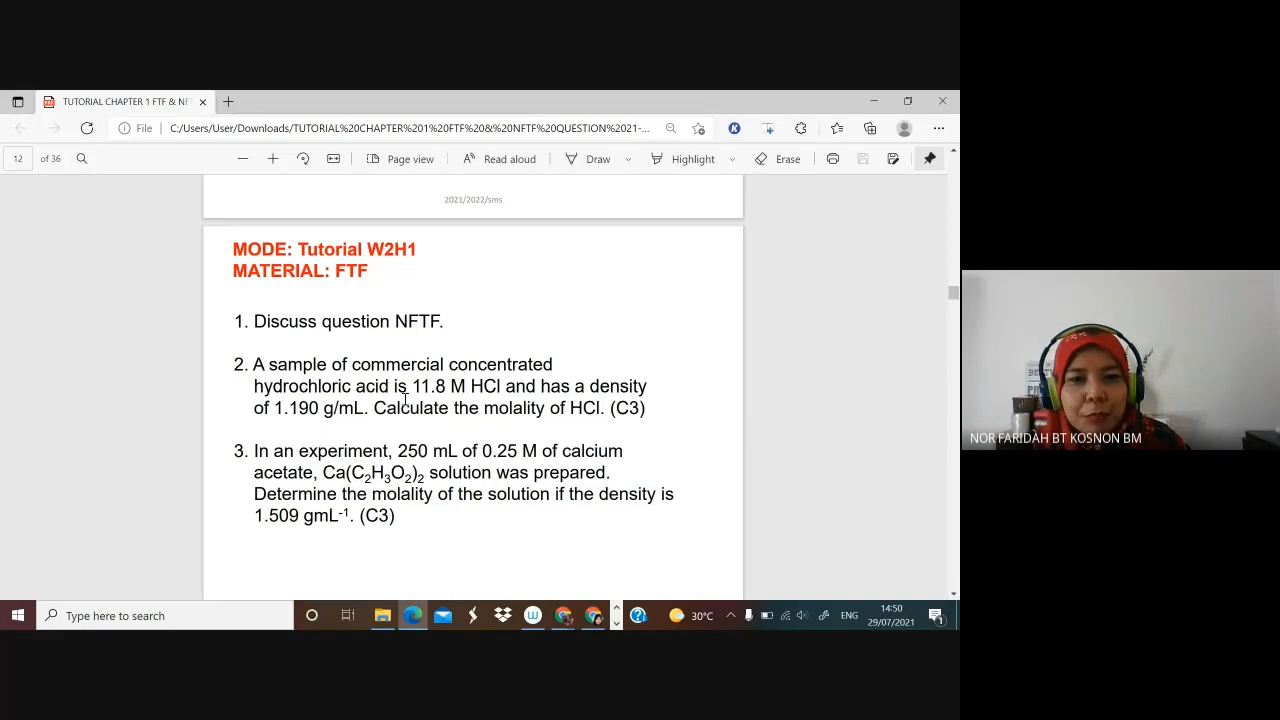 TUTORIAL CHAPTER 1 FTF & NF
File C:/Users/User/Downloads/TUTORIAL%20CHAPTER%201%20FTF%20&%20NFTF%20QUESTION%2021-...
12 of 36 Page view Read aloud Draw Highlight Erase
2021/2022/sms
MODE: Tutorial W2H1
MATERIAL: FTF
1. Discuss question NFTF.
2. A sample of commercial concentrated
hydrochloric acid is 11.8 M HCl and has a density
of 1.190 g/mL. Calculate the molality of HCl. (C3)
3. In an experiment, 250 mL of 0.25 M of calcium
acetate, Ca(C₂H₃O₂)₂ solution was prepared.
Determine the molality of the solution if the density is
1.509 gmL⁻¹. (C3)
NOR FARIDAH BT KOSNON BM
Type here to search
30°C
ENG
14:50
29/07/2021